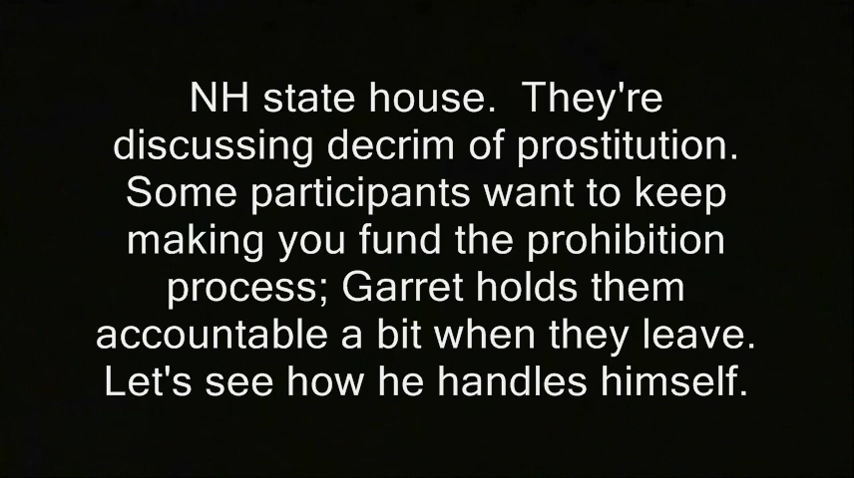 NH state house.  They're
discussing decrim of prostitution.
Some participants want to keep
making you fund the prohibition
process; Garret holds them
accountable a bit when they leave.
Let's see how he handles himself.